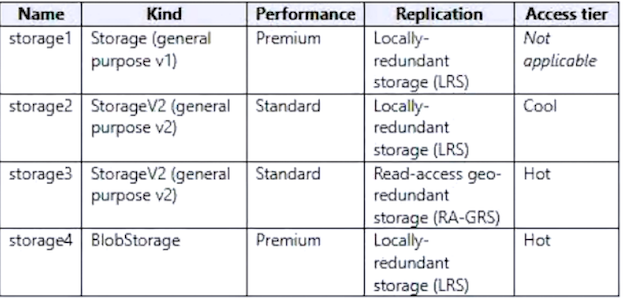 Name Kind Performance Replication Access tier
storage1 Storage (general Premium Locally- Not
purpose v1) redundant applicable
storage (LRS)
storage2 StorageV2 (general Standard Locally- Cool
purpose v2) redundant
storage (LRS)
storage3 StorageV2 (general Standard Read-access geo- Hot
purpose v2) redundant
storage (RA-GRS)
storage4 BlobStorage Premium Locally- Hot
redundant
storage (LRS)